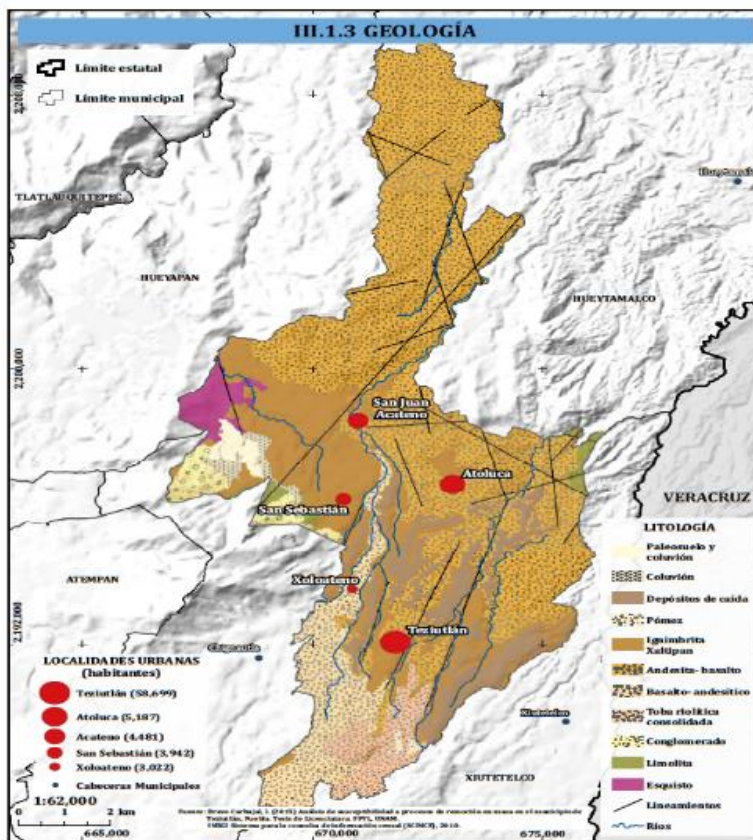 III.1.3 GEOLOGÍA
Límite estatal
Límite municipal
TLATLAUQUITEPEC
HUEYAPAN
HUEYTAMALCO
2,200,000
San Juan
Acateno
Atoluca
San Sebastián
VERACRUZ
ATEMPAN
Xoloateno
2,192,000
Teziutlán
Chignautla
Xiutetelco
XIUTETELCO
LITOLOGÍA
Paleosuelo y
coluvión
Coluvión
Depósitos de caída
Pómez
Ignimbrita
Xáltipan
Andesita- basalto
Basalto- andesítico
Toba riolítica
consolidada
Conglomerado
Limolita
Esquisto
Lineamientos
Ríos
LOCALIDADES URBANAS
(habitantes)
Teziutlán (58,699)
Atoluca (5,187)
Acateno (4,481)
San Sebastián (3,942)
Xoloateno (3,022)
Cabeceras Municipales
1:62,000
0 1 2 km
665,000
670,000
675,000